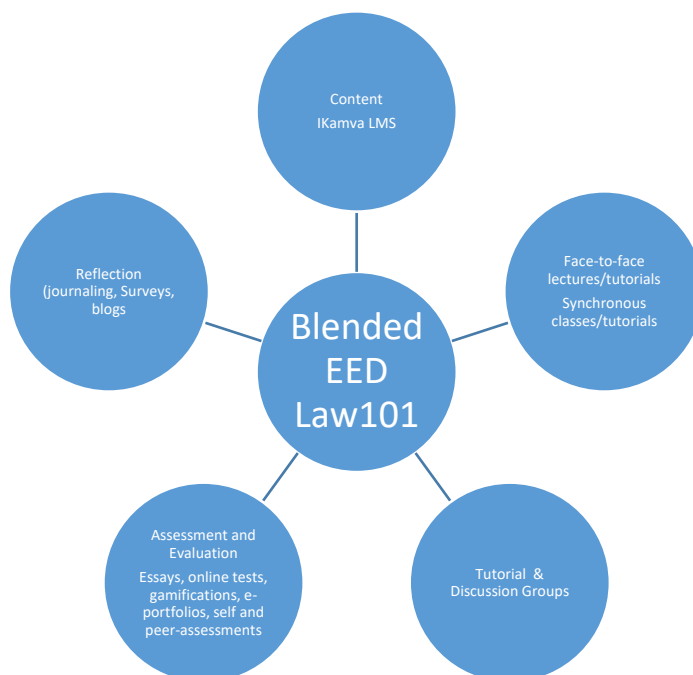 Content
IKamva LMS
Face-to-face
lectures/tutorials
Synchronous
classes/tutorials
Reflection
(journaling, Surveys,
blogs
Blended
EED
Law101
Assessment and
Evaluation
Essays, online tests,
gamifications, e-
portfolios, self and
peer-assessments
Tutorial &
Discussion Groups